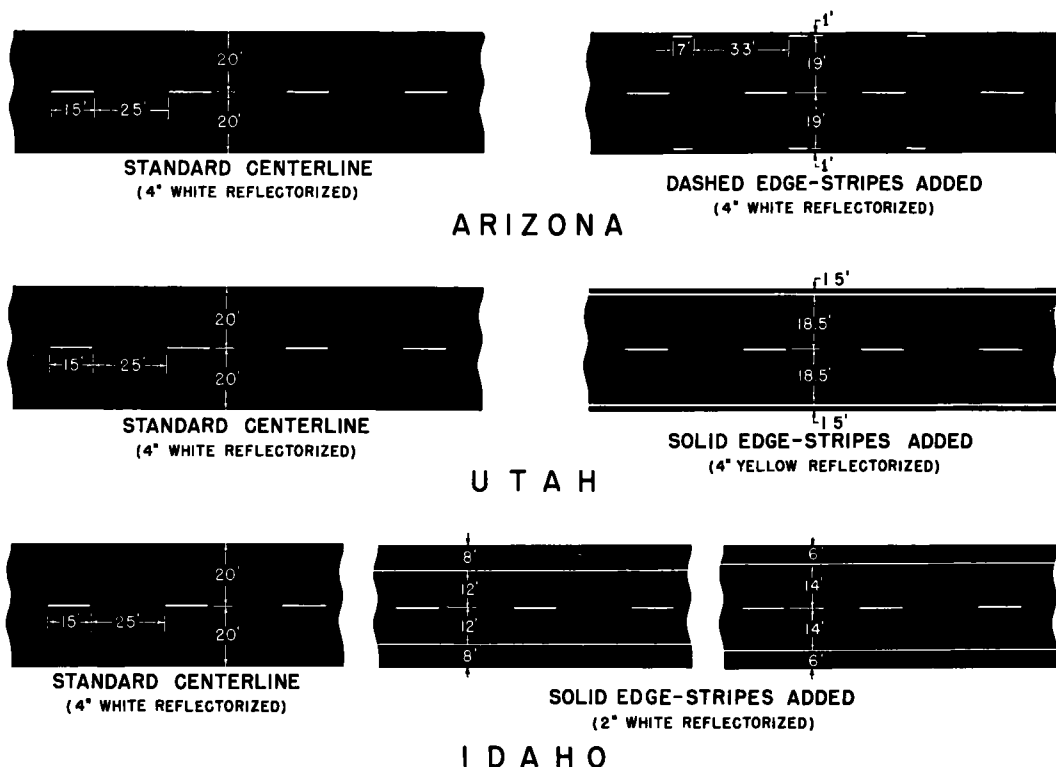 20'
15' 25'
20'
STANDARD CENTERLINE
(4" WHITE REFLECTORIZED)
1'
7' 33'
19'
19'
1'
DASHED EDGE-STRIPES ADDED
(4" WHITE REFLECTORIZED)
ARIZONA
20'
15' 25'
20'
STANDARD CENTERLINE
(4" WHITE REFLECTORIZED)
1 5'
18.5'
18.5'
1 5'
SOLID EDGE-STRIPES ADDED
(4" YELLOW REFLECTORIZED)
UTAH
20'
15' 25'
20'
STANDARD CENTERLINE
(4" WHITE REFLECTORIZED)
8'
12'
12'
8'
6'
14'
14'
6'
SOLID EDGE-STRIPES ADDED
(2" WHITE REFLECTORIZED)
IDAHO